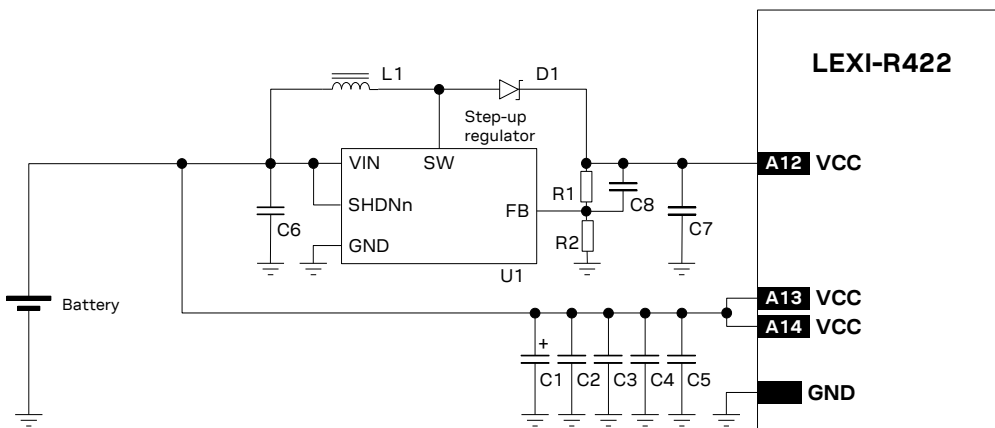 LEXI-R422
L1
D1
Step-up
regulator
VIN
SW
A12 VCC
R1
C8
SHDNn
FB
C6
C7
GND
R2
U1
Battery
A13 VCC
A14 VCC
+
C1
C2
C3
C4
C5
GND